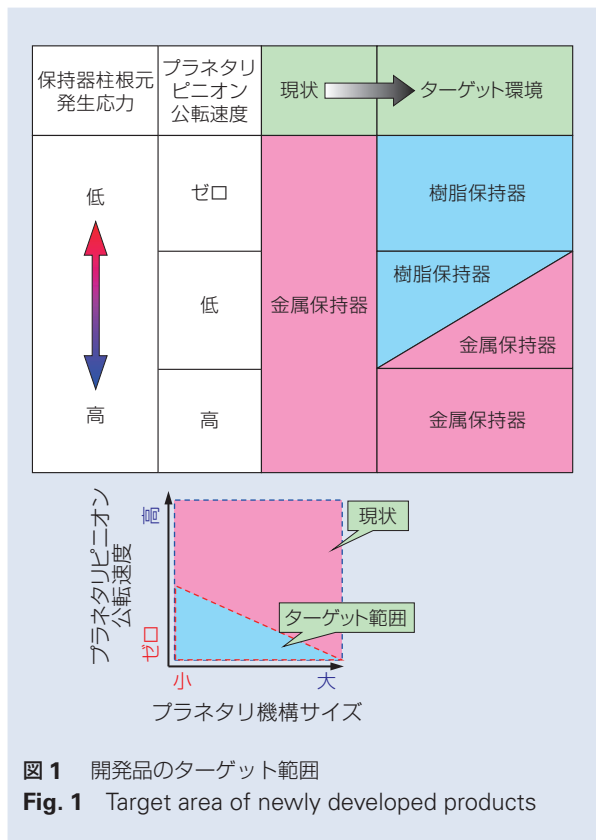 保持器柱根元
発生応力
プラネタリ
ピニオン
公転速度
現状
ターゲット環境
低
高
ゼロ
低
高
金属保持器
樹脂保持器
樹脂保持器
金属保持器
金属保持器
プラネタリピニオン
公転速度
高
ゼロ
現状
ターゲット範囲
小
大
プラネタリ機構サイズ
図1 開発品のターゲット範囲
Fig. 1 Target area of newly developed products